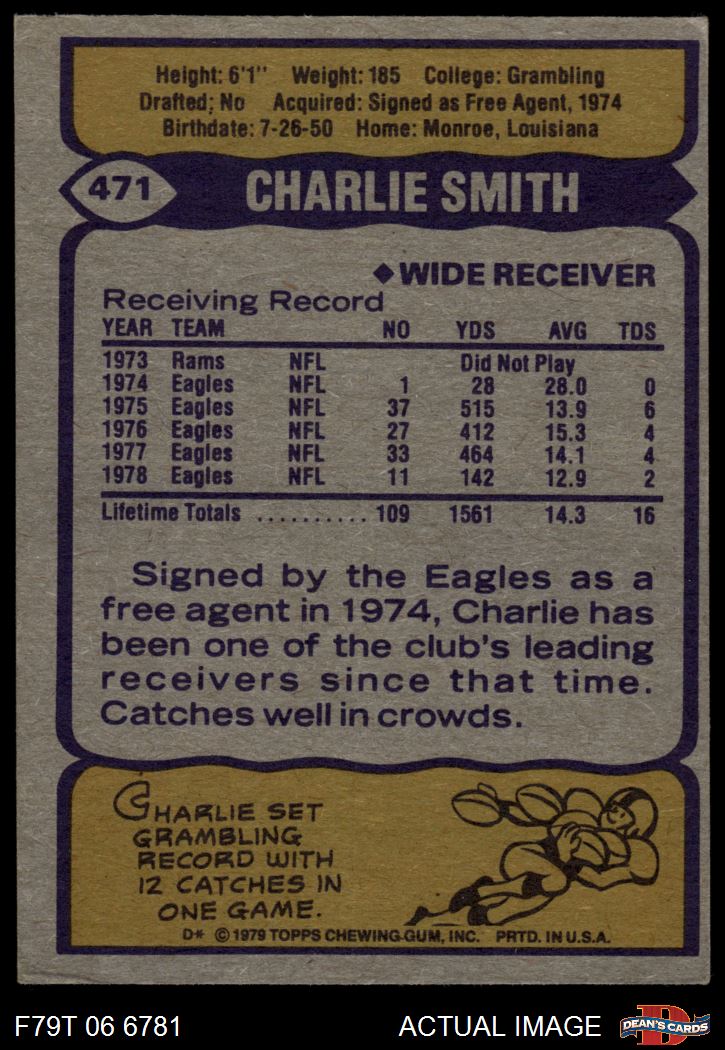 Height: 6'1" Weight: 185 College: Grambling
Drafted: No Acquired: Signed as Free Agent, 1974
Birthdate: 7-26-50 Home: Monroe, Louisiana
471 CHARLIE SMITH
◆WIDE RECEIVER
Receiving Record
YEAR TEAM NO YDS AVG TDS
1973 Rams NFL Did Not Play
1974 Eagles NFL 1 28 28.0 0
1975 Eagles NFL 37 515 13.9 6
1976 Eagles NFL 27 412 15.3 4
1977 Eagles NFL 33 464 14.1 4
1978 Eagles NFL 11 142 12.9 2
Lifetime Totals .......... 109 1561 14.3 16
Signed by the Eagles as a
free agent in 1974, Charlie has
been one of the club's leading
receivers since that time.
Catches well in crowds.
CHARLIE SET
GRAMBLING
RECORD WITH
12 CATCHES IN
ONE GAME.
D* © 1979 TOPPS CHEWING GUM, INC. PRTD. IN U.S.A.
F79T 06 6781 ACTUAL IMAGE D DEAN'S CARDS